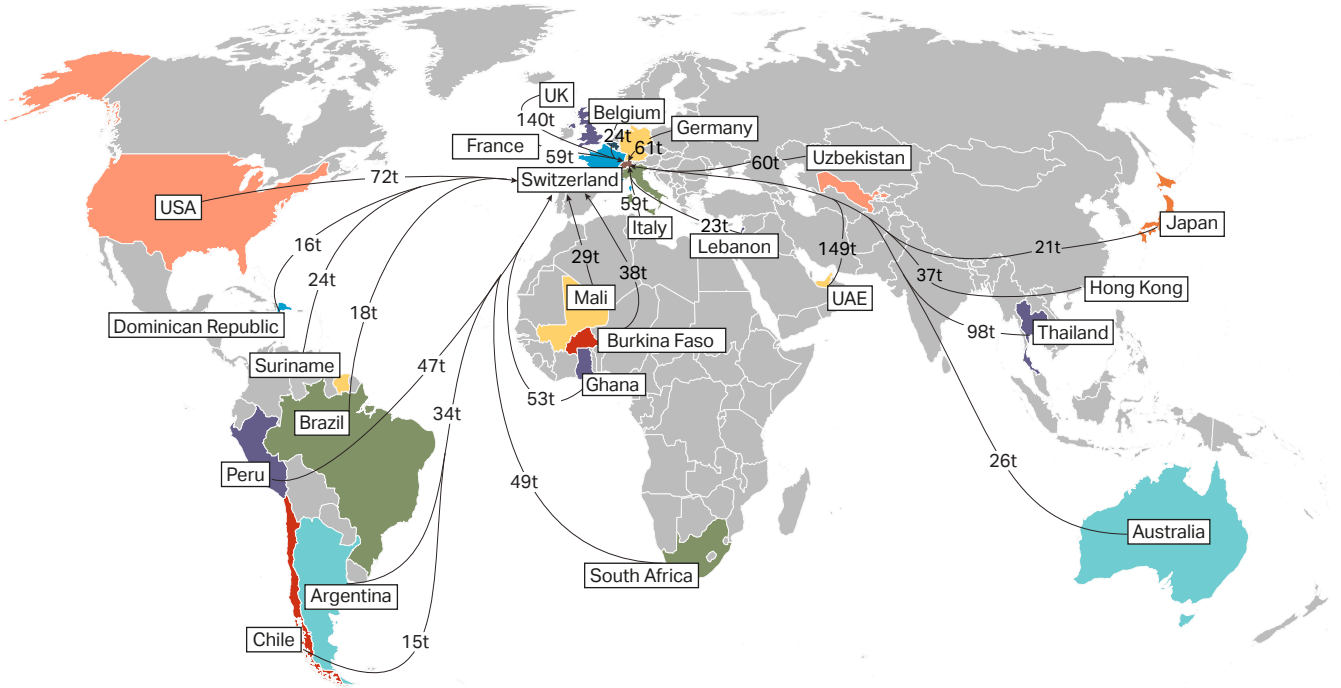 UK
140t
Belgium
24t
Germany
61t
France
59t
Switzerland
60t
Uzbekistan
72t
USA
59t
Italy
23t
Lebanon
Japan
21t
16t
149t
24t
29t
38t
37t
Hong Kong
Mali
UAE
18t
Dominican Republic
98t
Thailand
Burkina Faso
Suriname
47t
Ghana
53t
34t
Brazil
Peru
49t
26t
Australia
South Africa
Argentina
Chile
15t